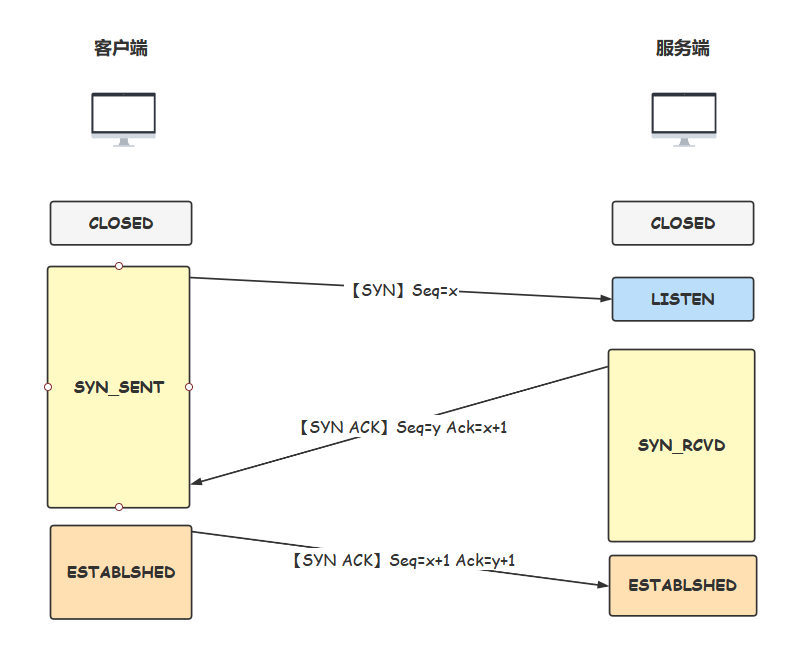 客户端
服务端
CLOSED
CLOSED
【SYN】Seq=x
LISTEN
SYN_SENT
【SYN ACK】Seq=y Ack=x+1
SYN_RCVD
【SYN ACK】Seq=x+1 Ack=y+1
ESTABLSHED
ESTABLSHED